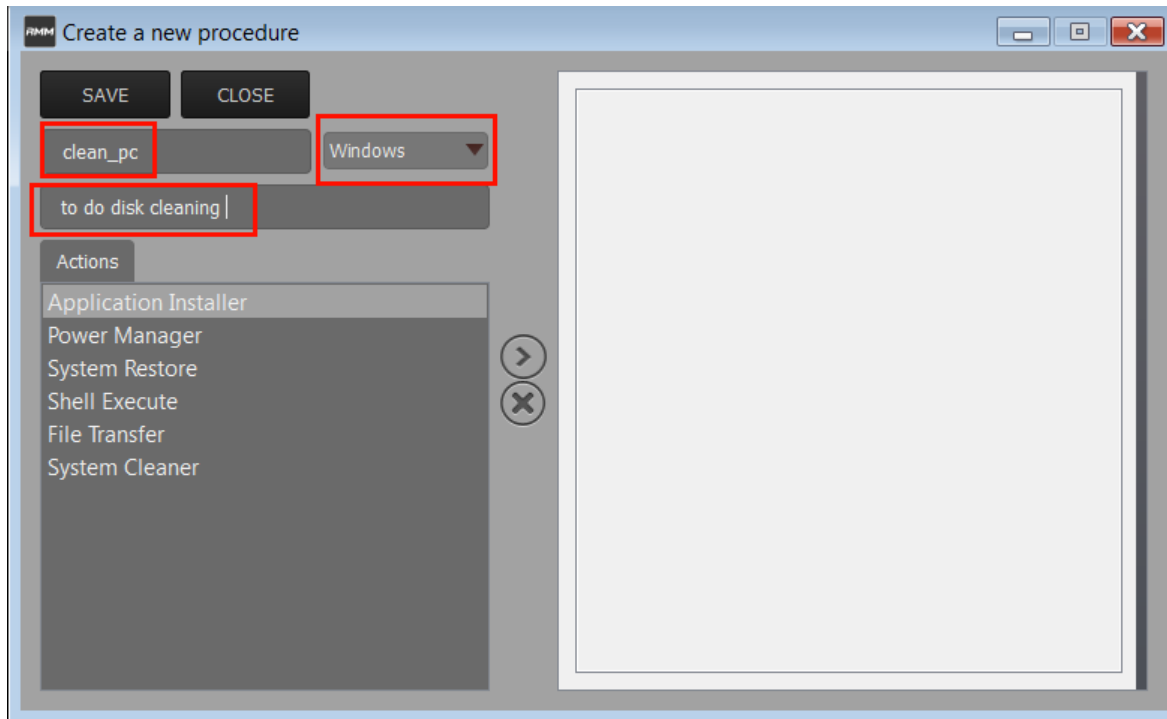 RMM Create a new procedure
SAVE CLOSE
clean_pc Windows
to do disk cleaning
Actions
Application Installer
Power Manager
System Restore
Shell Execute
File Transfer
System Cleaner